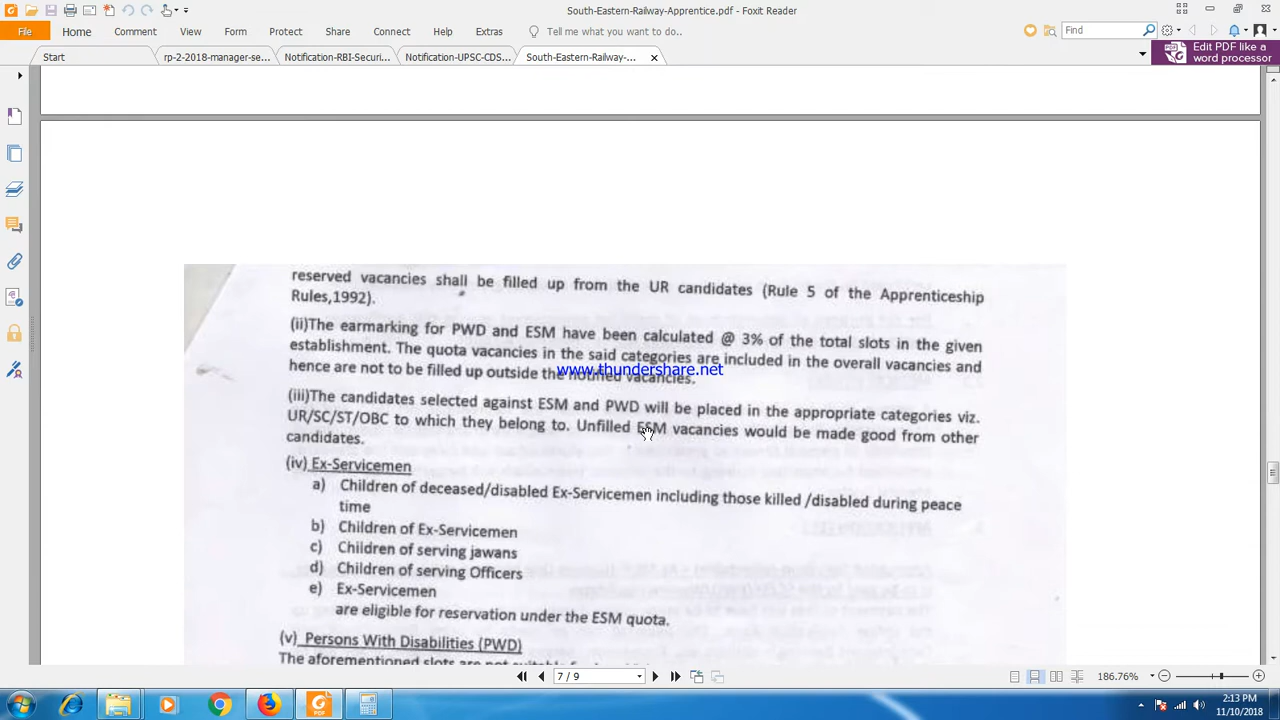 South-Eastern-Railway-Apprentice.pdf - Foxit Reader
File Home Comment View Form Protect Share Connect Help Extras Tell me what you want to do.. Find
Start rp-2-2018-manager-se... Notification-RBI-Securi... Notification-UPSC-CDS... South-Eastern-Railway-...
Edit PDF like a
word processor
reserved vacancies shall be filled up from the UR candidates (Rule 5 of the Apprenticeship
Rules,1992).
(ii)The earmarking for PWD and ESM have been calculated @ 3% of the total slots in the given
establishment. The quota vacancies in the said categories are included in the overall vacancies and
hence are not to be filled up outside the notified vacancies.
www.thundershare.net
(iii)The candidates selected against ESM and PWD will be placed in the appropriate categories viz.
UR/SC/ST/OBC to which they belong to. Unfilled ESM vacancies would be made good from other
candidates.
(iv) Ex-Servicemen
a) Children of deceased/disabled Ex-Servicemen including those killed /disabled during peace
time
b) Children of Ex-Servicemen
c) Children of serving jawans
d) Children of serving Officers
e) Ex-Servicemen
are eligible for reservation under the ESM quota.
(v) Persons With Disabilities (PWD)
The aforementioned slots are not suitable
7 / 9
186.76%
2:13 PM
11/10/2018